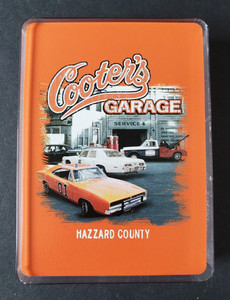 Cooter's
GARAGE
SERVICE
01
HAZZARD COUNTY